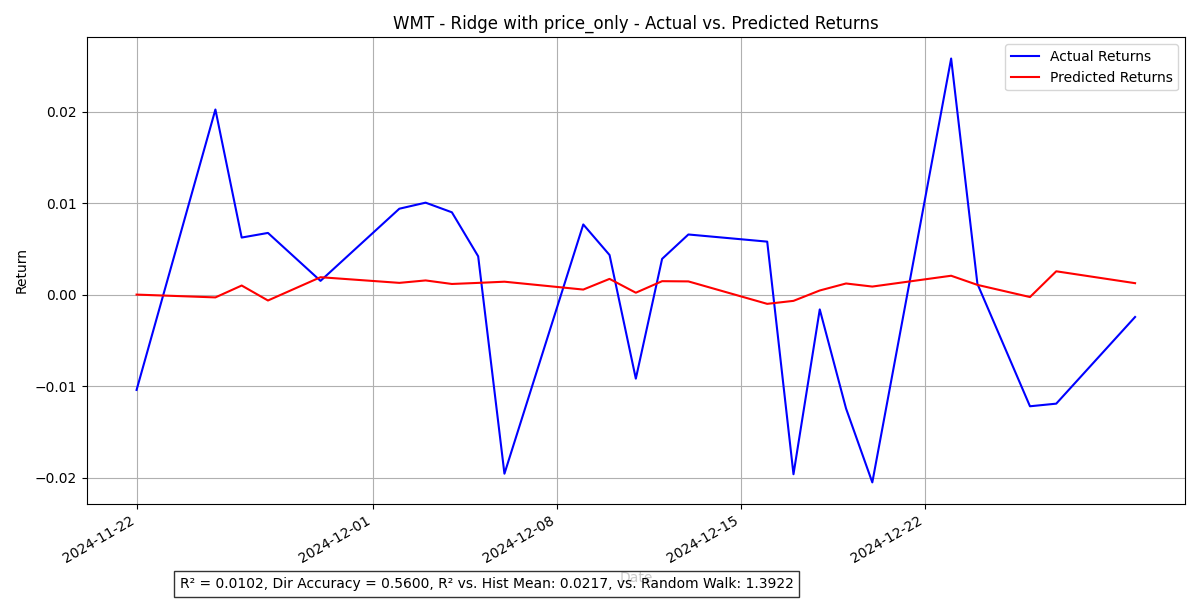 WMT - Ridge with price_only - Actual vs. Predicted Returns
Actual Returns
Predicted Returns
Return
0.02
0.01
0.00
−0.01
−0.02
2024-11-22
2024-12-01
2024-12-08
2024-12-15
2024-12-22
Date
R² = 0.0102, Dir Accuracy = 0.5600, R² vs. Hist Mean: 0.0217, vs. Random Walk: 1.3922